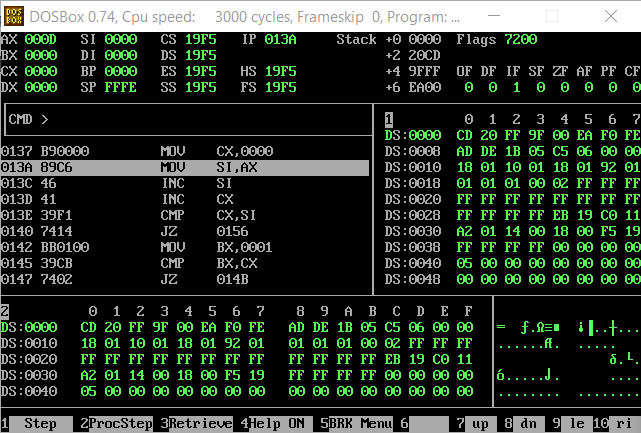 DOSBox 0.74, Cpu speed: 3000 cycles, Frameskip 0, Program: ...
AX 000D SI 0000 CS 19F5 IP 013A Stack +0 0000 Flags 7200
BX 0000 DI 0000 DS 19F5 +2 20CD
CX 0000 BP 0000 ES 19F5 HS 19F5 +4 9FFF OF DF IF SF ZF AF PF CF
DX 0000 SP FFFE SS 19F5 FS 19F5 +6 EA00 0 0 1 0 0 0 0 0
CMD >
1 0 1 2 3 4 5 6 7
DS:0000 CD 20 FF 9F 00 EA F0 FE
0137 B90000 MOV CX,0000 DS:0008 AD DE 1B 05 C5 06 00 00
013A 89C6 MOV SI,AX DS:0010 18 01 10 01 18 01 92 01
013C 46 INC SI DS:0018 01 01 01 00 02 FF FF FF
013D 41 INC CX DS:0020 FF FF FF FF FF FF FF FF
013E 39F1 CMP CX,SI DS:0028 FF FF FF FF EB 19 C0 11
0140 7414 JZ 0156 DS:0030 A2 01 14 00 18 00 F5 19
0142 BB0100 MOV BX,0001 DS:0038 FF FF FF FF 00 00 00 00
0145 39CB CMP BX,CX DS:0040 05 00 00 00 00 00 00 00
0147 7402 JZ 014B DS:0048 00 00 00 00 00 00 00 00
2 0 1 2 3 4 5 6 7 8 9 A B C D E F
DS:0000 CD 20 FF 9F 00 EA F0 FE AD DE 1B 05 C5 06 00 00
DS:0010 18 01 10 01 18 01 92 01 01 01 01 00 02 FF FF FF
DS:0020 FF FF FF FF FF FF FF FF FF FF FF FF EB 19 C0 11
DS:0030 A2 01 14 00 18 00 F5 19 FF FF FF FF 00 00 00 00
DS:0040 05 00 00 00 00 00 00 00 00 00 00 00 00 00 00 00
1 Step 2ProcStep 3Retrieve 4Help ON 5BRK Menu 6 7 up 8 dn 9 le 10 ri